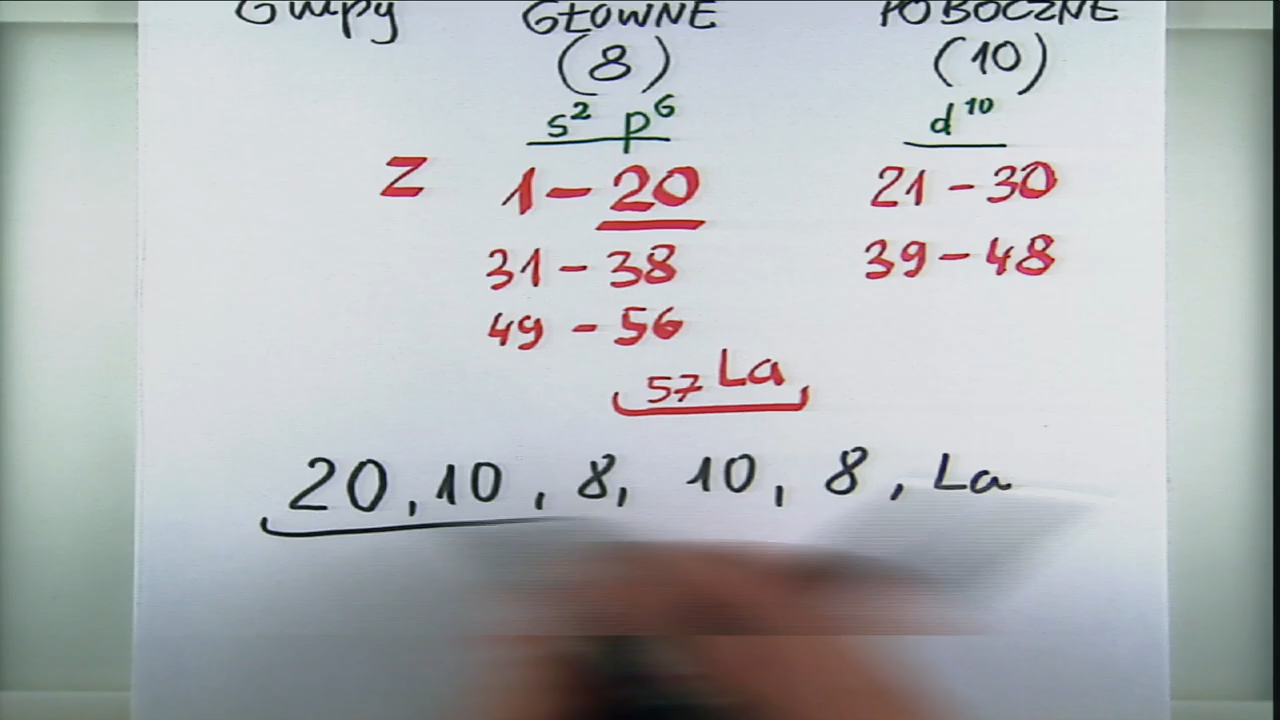 Grupy GŁÓWNE POBOCZNE
(8) (10)
s² p⁶ d¹⁰
Z 1 – 20 21 – 30
31 – 38 39 – 48
49 – 56
57 La
20, 10, 8, 10, 8, La